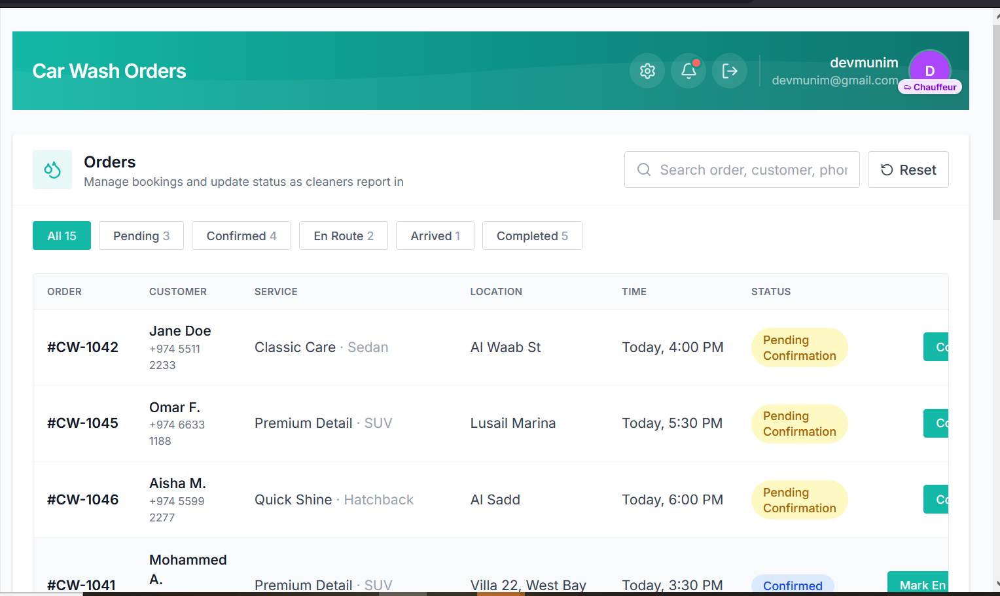 Car Wash Orders
devmunim
devmunim@gmail.com
D
Chauffeur
Orders
Manage bookings and update status as cleaners report in
Search order, customer, phor
Reset
All 15
Pending 3
Confirmed 4
En Route 2
Arrived 1
Completed 5
ORDER CUSTOMER SERVICE LOCATION TIME STATUS
#CW-1042
Jane Doe
+974 5511
2233
Classic Care · Sedan
Al Waab St
Today, 4:00 PM
Pending
Confirmation
Co
#CW-1045
Omar F.
+974 6633
1188
Premium Detail · SUV
Lusail Marina
Today, 5:30 PM
Pending
Confirmation
Co
#CW-1046
Aisha M.
+974 5599
2277
Quick Shine · Hatchback
Al Sadd
Today, 6:00 PM
Pending
Confirmation
Co
#CW-1041
Mohammed
A.
Premium Detail · SUV
Villa 22, West Bay
Today, 3:30 PM
Confirmed
Mark En